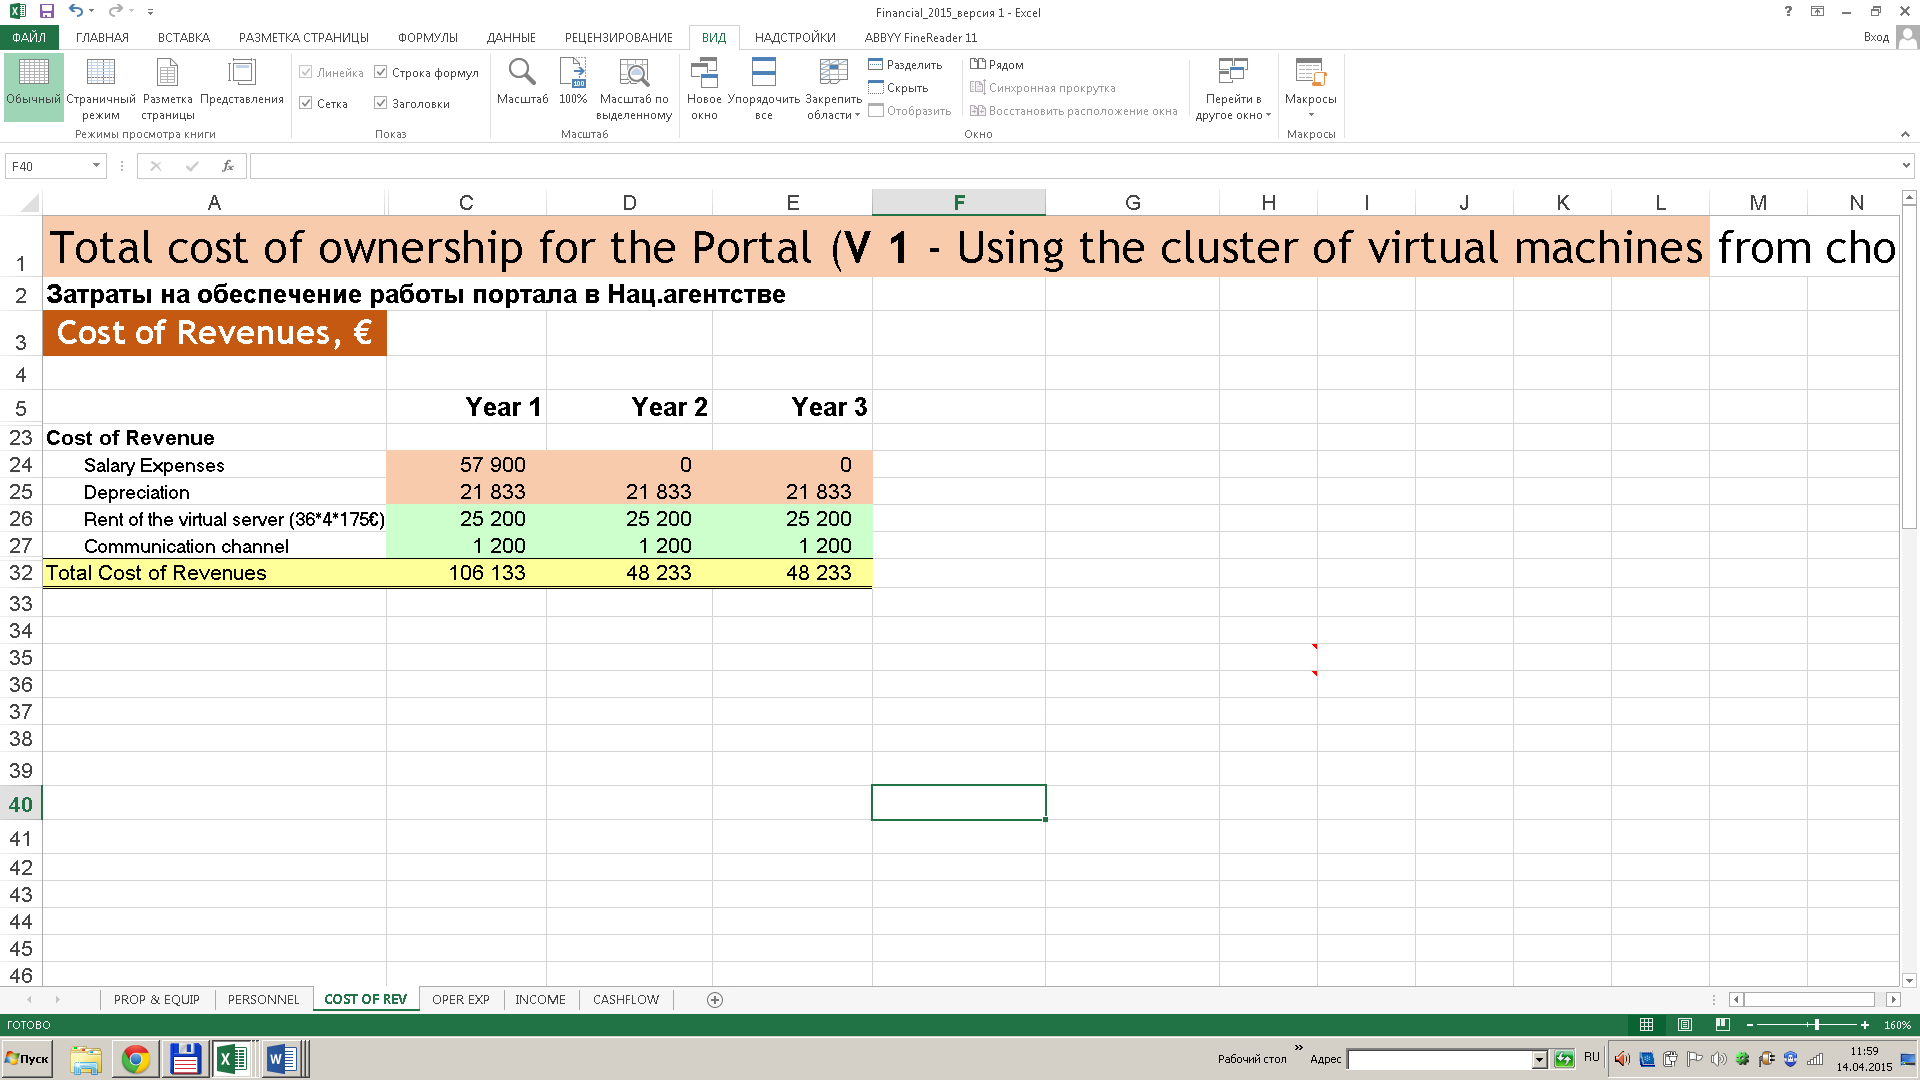 Financial_2015_версия 1 - Excel
ФАЙЛ ГЛАВНАЯ ВСТАВКА РАЗМЕТКА СТРАНИЦЫ ФОРМУЛЫ ДАННЫЕ РЕЦЕНЗИРОВАНИЕ ВИД НАДСТРОЙКИ ABBYY FineReader 11 Вход
Обычный Страничный режим Разметка страницы Представления
Режимы просмотра книги
Линейка Строка формул
Сетка Заголовки
Показ
Масштаб 100% Масштаб по выделенному
Масштаб
Новое окно Упорядочить все Закрепить области
Разделить
Скрыть
Отобразить
Рядом
Синхронная прокрутка
Восстановить расположение окна
Перейти в другое окно
Окно
Макросы
Макросы
F40 fx
A C D E F G H I J K L M N
1 Total cost of ownership for the Portal (V 1 - Using the cluster of virtual machines from cho
2 Затраты на обеспечение работы портала в Нац.агентстве
3 Cost of Revenues, €
4
5 Year 1 Year 2 Year 3
23 Cost of Revenue
24 Salary Expenses 57 900 0 0
25 Depreciation 21 833 21 833 21 833
26 Rent of the virtual server (36*4*175€) 25 200 25 200 25 200
27 Communication channel 1 200 1 200 1 200
32 Total Cost of Revenues 106 133 48 233 48 233
33
34
35
36
37
38
39
40
41
42
43
44
45
46
PROP & EQUIP PERSONNEL COST OF REV OPER EXP INCOME CASHFLOW
ГОТОВО 160%
Пуск Рабочий стол » Адрес RU 11:59
14.04.2015